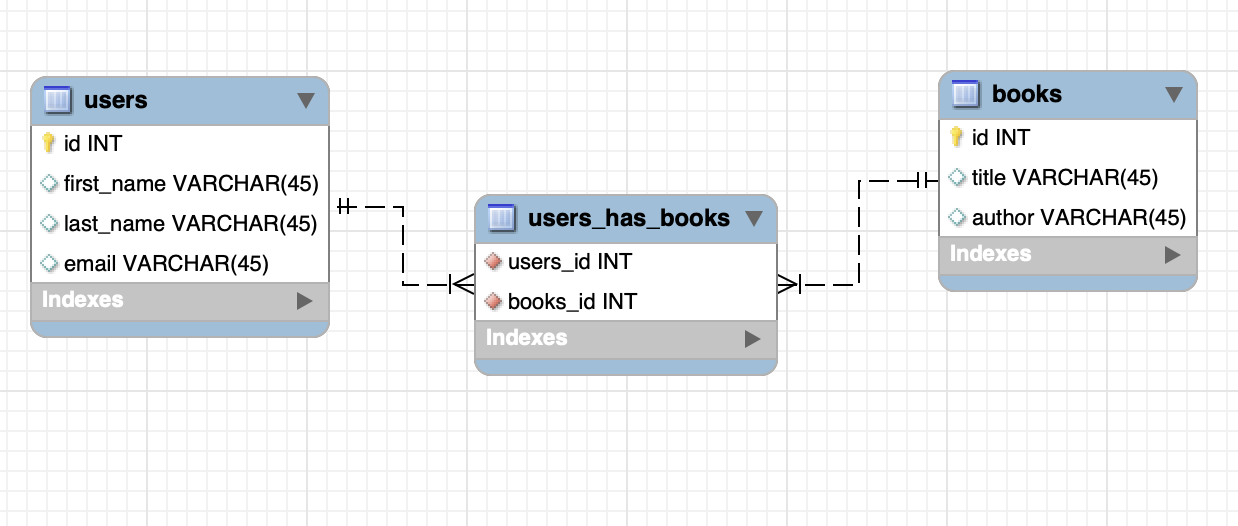 users
id INT
first_name VARCHAR(45)
last_name VARCHAR(45)
email VARCHAR(45)
Indexes
users_has_books
users_id INT
books_id INT
Indexes
books
id INT
title VARCHAR(45)
author VARCHAR(45)
Indexes